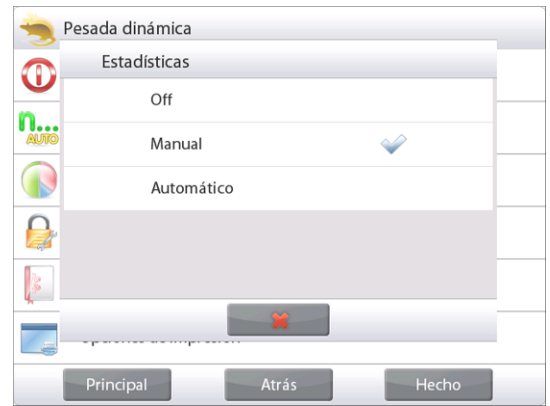 Pesada dinámica
Estadísticas
Off
n...
AUTO
Manual
Automático
Principal
Atrás
Hecho